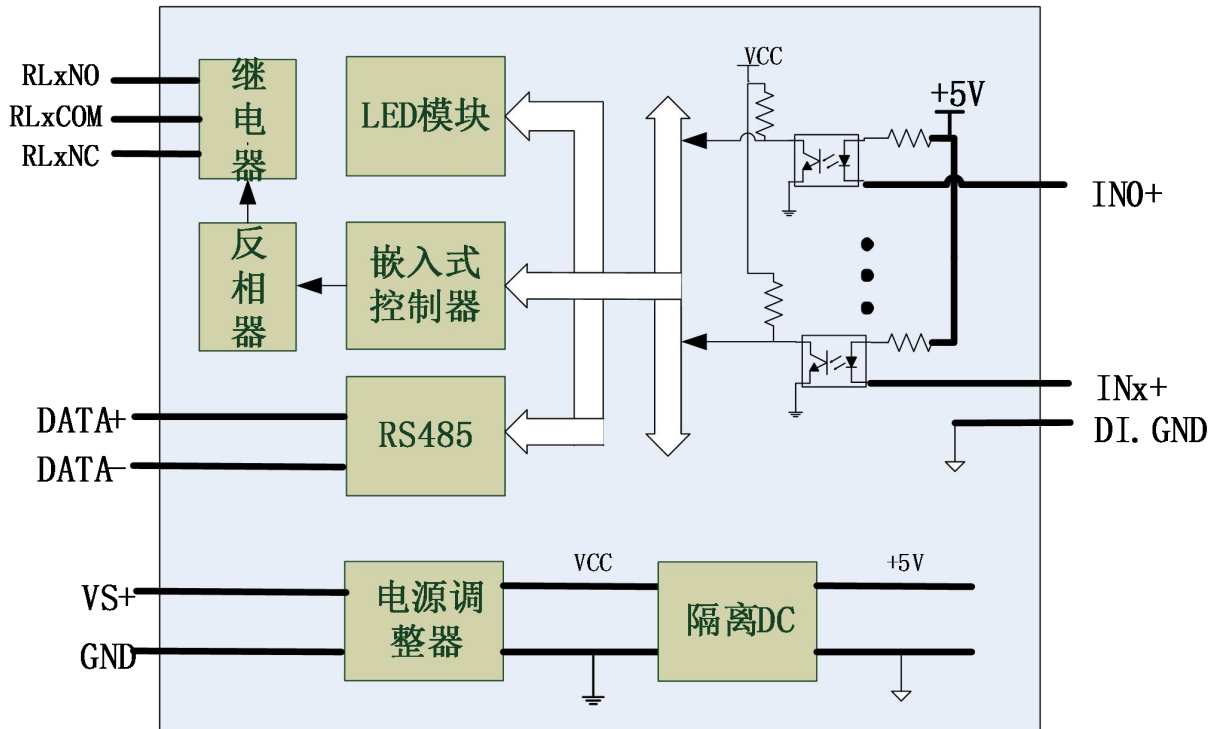 RLxNO
RLxCOM
RLxNC
继
电
器
LED模块
VCC
+5V
IN0+
反
相
器
嵌入式
控制器
INx+
DI. GND
DATA+
DATA-
RS485
VS+
GND
电源调
整器
VCC
隔离DC
+5V